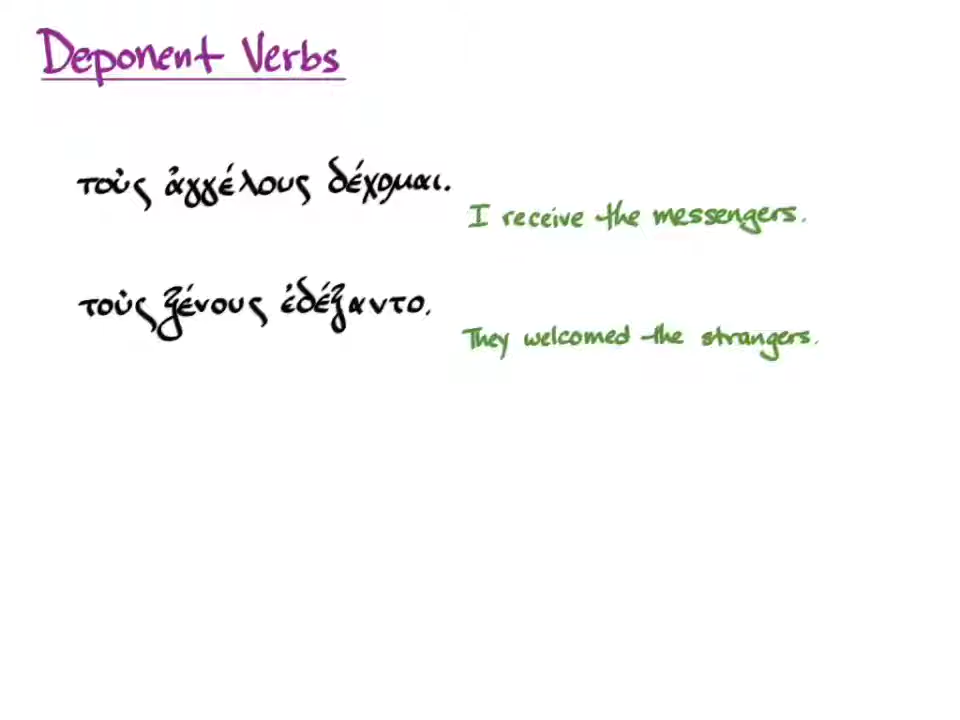 Deponent Verbs
τοὺς ἀγγέλους δέχομαι.
I receive the messengers.
τοὺς ξένους ἐδέξαντο.
They welcomed the strangers.